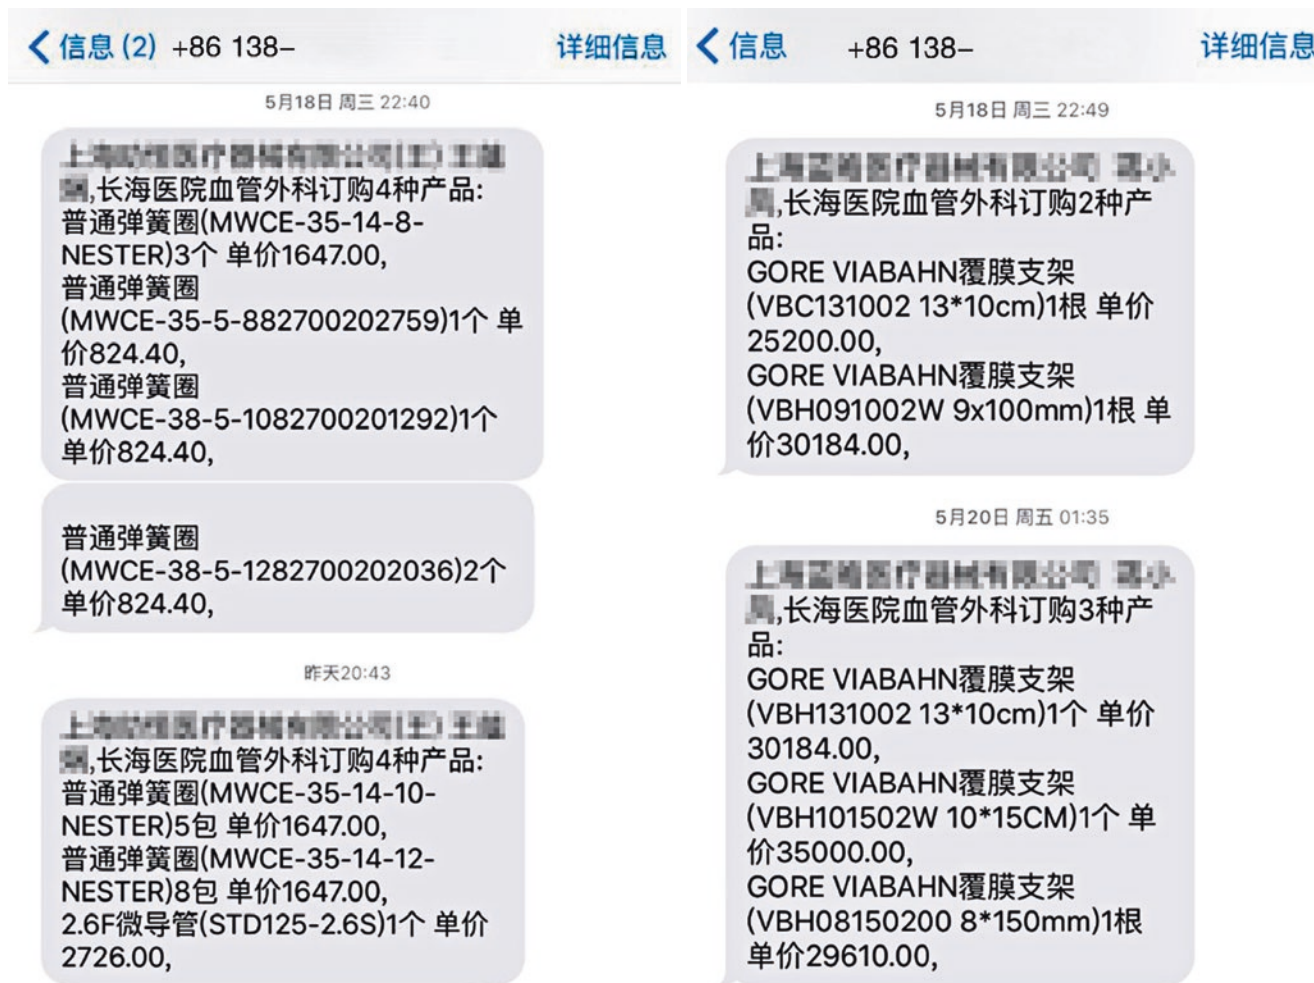 信息 (2) +86 138– 详细信息
5月18日 周三 22:40
,长海医院血管外科订购4种产品:
普通弹簧圈(MWCE-35-14-8-
NESTER)3个 单价1647.00,
普通弹簧圈
(MWCE-35-5-882700202759)1个 单
价824.40,
普通弹簧圈
(MWCE-38-5-1082700201292)1个
单价824.40,
普通弹簧圈
(MWCE-38-5-1282700202036)2个
单价824.40,
昨天20:43
,长海医院血管外科订购4种产品:
普通弹簧圈(MWCE-35-14-10-
NESTER)5包 单价1647.00,
普通弹簧圈(MWCE-35-14-12-
NESTER)8包 单价1647.00,
2.6F微导管(STD125-2.6S)1个 单价
2726.00,
信息 +86 138– 详细信息
5月18日 周三 22:49
,长海医院血管外科订购2种产
品:
GORE VIABAHN覆膜支架
(VBC131002 13*10cm)1根 单价
25200.00,
GORE VIABAHN覆膜支架
(VBH091002W 9x100mm)1根 单
价30184.00,
5月20日 周五 01:35
,长海医院血管外科订购3种产
品:
GORE VIABAHN覆膜支架
(VBH131002 13*10cm)1个 单价
30184.00,
GORE VIABAHN覆膜支架
(VBH101502W 10*15CM)1个 单
价35000.00,
GORE VIABAHN覆膜支架
(VBH08150200 8*150mm)1根
单价29610.00,